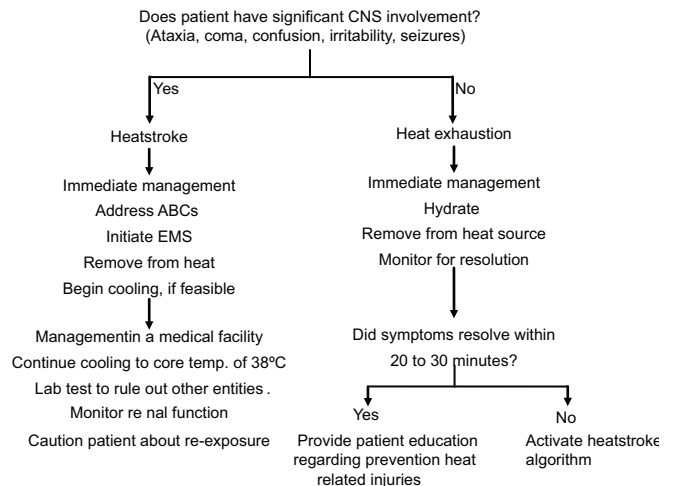 Does patient have significant CNS involvement?
(Ataxia, coma, confusion, irritability, seizures)
Yes
No
Heatstroke
Immediate management
Address ABCs
Initiate EMS
Remove from heat
Begin cooling, if feasible
Managementin a medical facility
Continue cooling to core temp. of 38ºC
Lab test to rule out other entities .
Monitor re nal function
Caution patient about re-exposure
Heat exhaustion
Immediate management
Hydrate
Remove from heat source
Monitor for resolution
Did symptoms resolve within
20 to 30 minutes?
Yes
Provide patient education
regarding prevention heat
related injuries
No
Activate heatstroke
algorithm